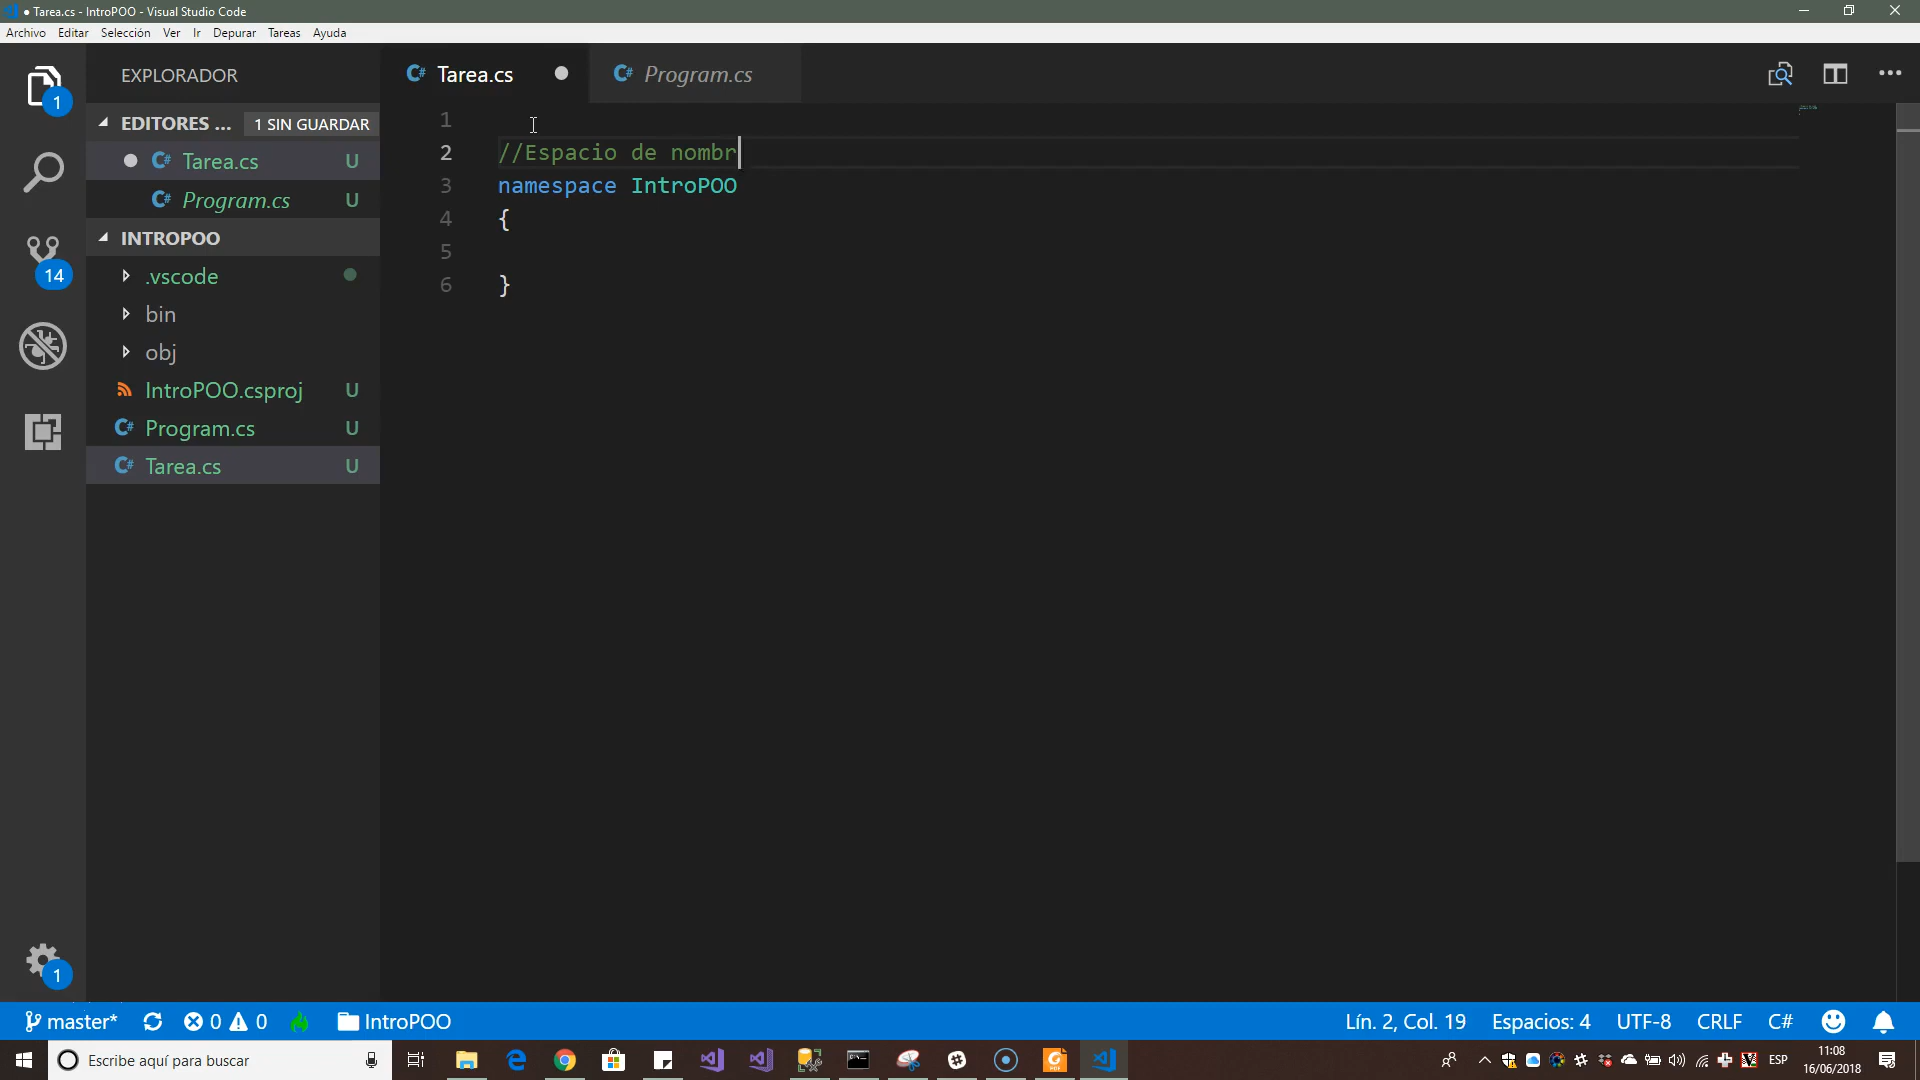 ● Tarea.cs - IntroPOO - Visual Studio Code
Archivo Editar Selección Ver Ir Depurar Tareas Ayuda
EXPLORADOR
C# Tarea.cs
C# Program.cs
EDITORES ... 1 SIN GUARDAR
C# Tarea.cs U
C# Program.cs U
INTROPOO
.vscode
bin
obj
IntroPOO.csproj U
C# Program.cs U
C# Tarea.cs U
1
14
1
1
2 //Espacio de nombr
3 namespace IntroPOO
4 {
5
6 }
master* 0 0 IntroPOO
Lín. 2, Col. 19 Espacios: 4 UTF-8 CRLF C#
Escribe aquí para buscar
ESP
11:08
16/06/2018